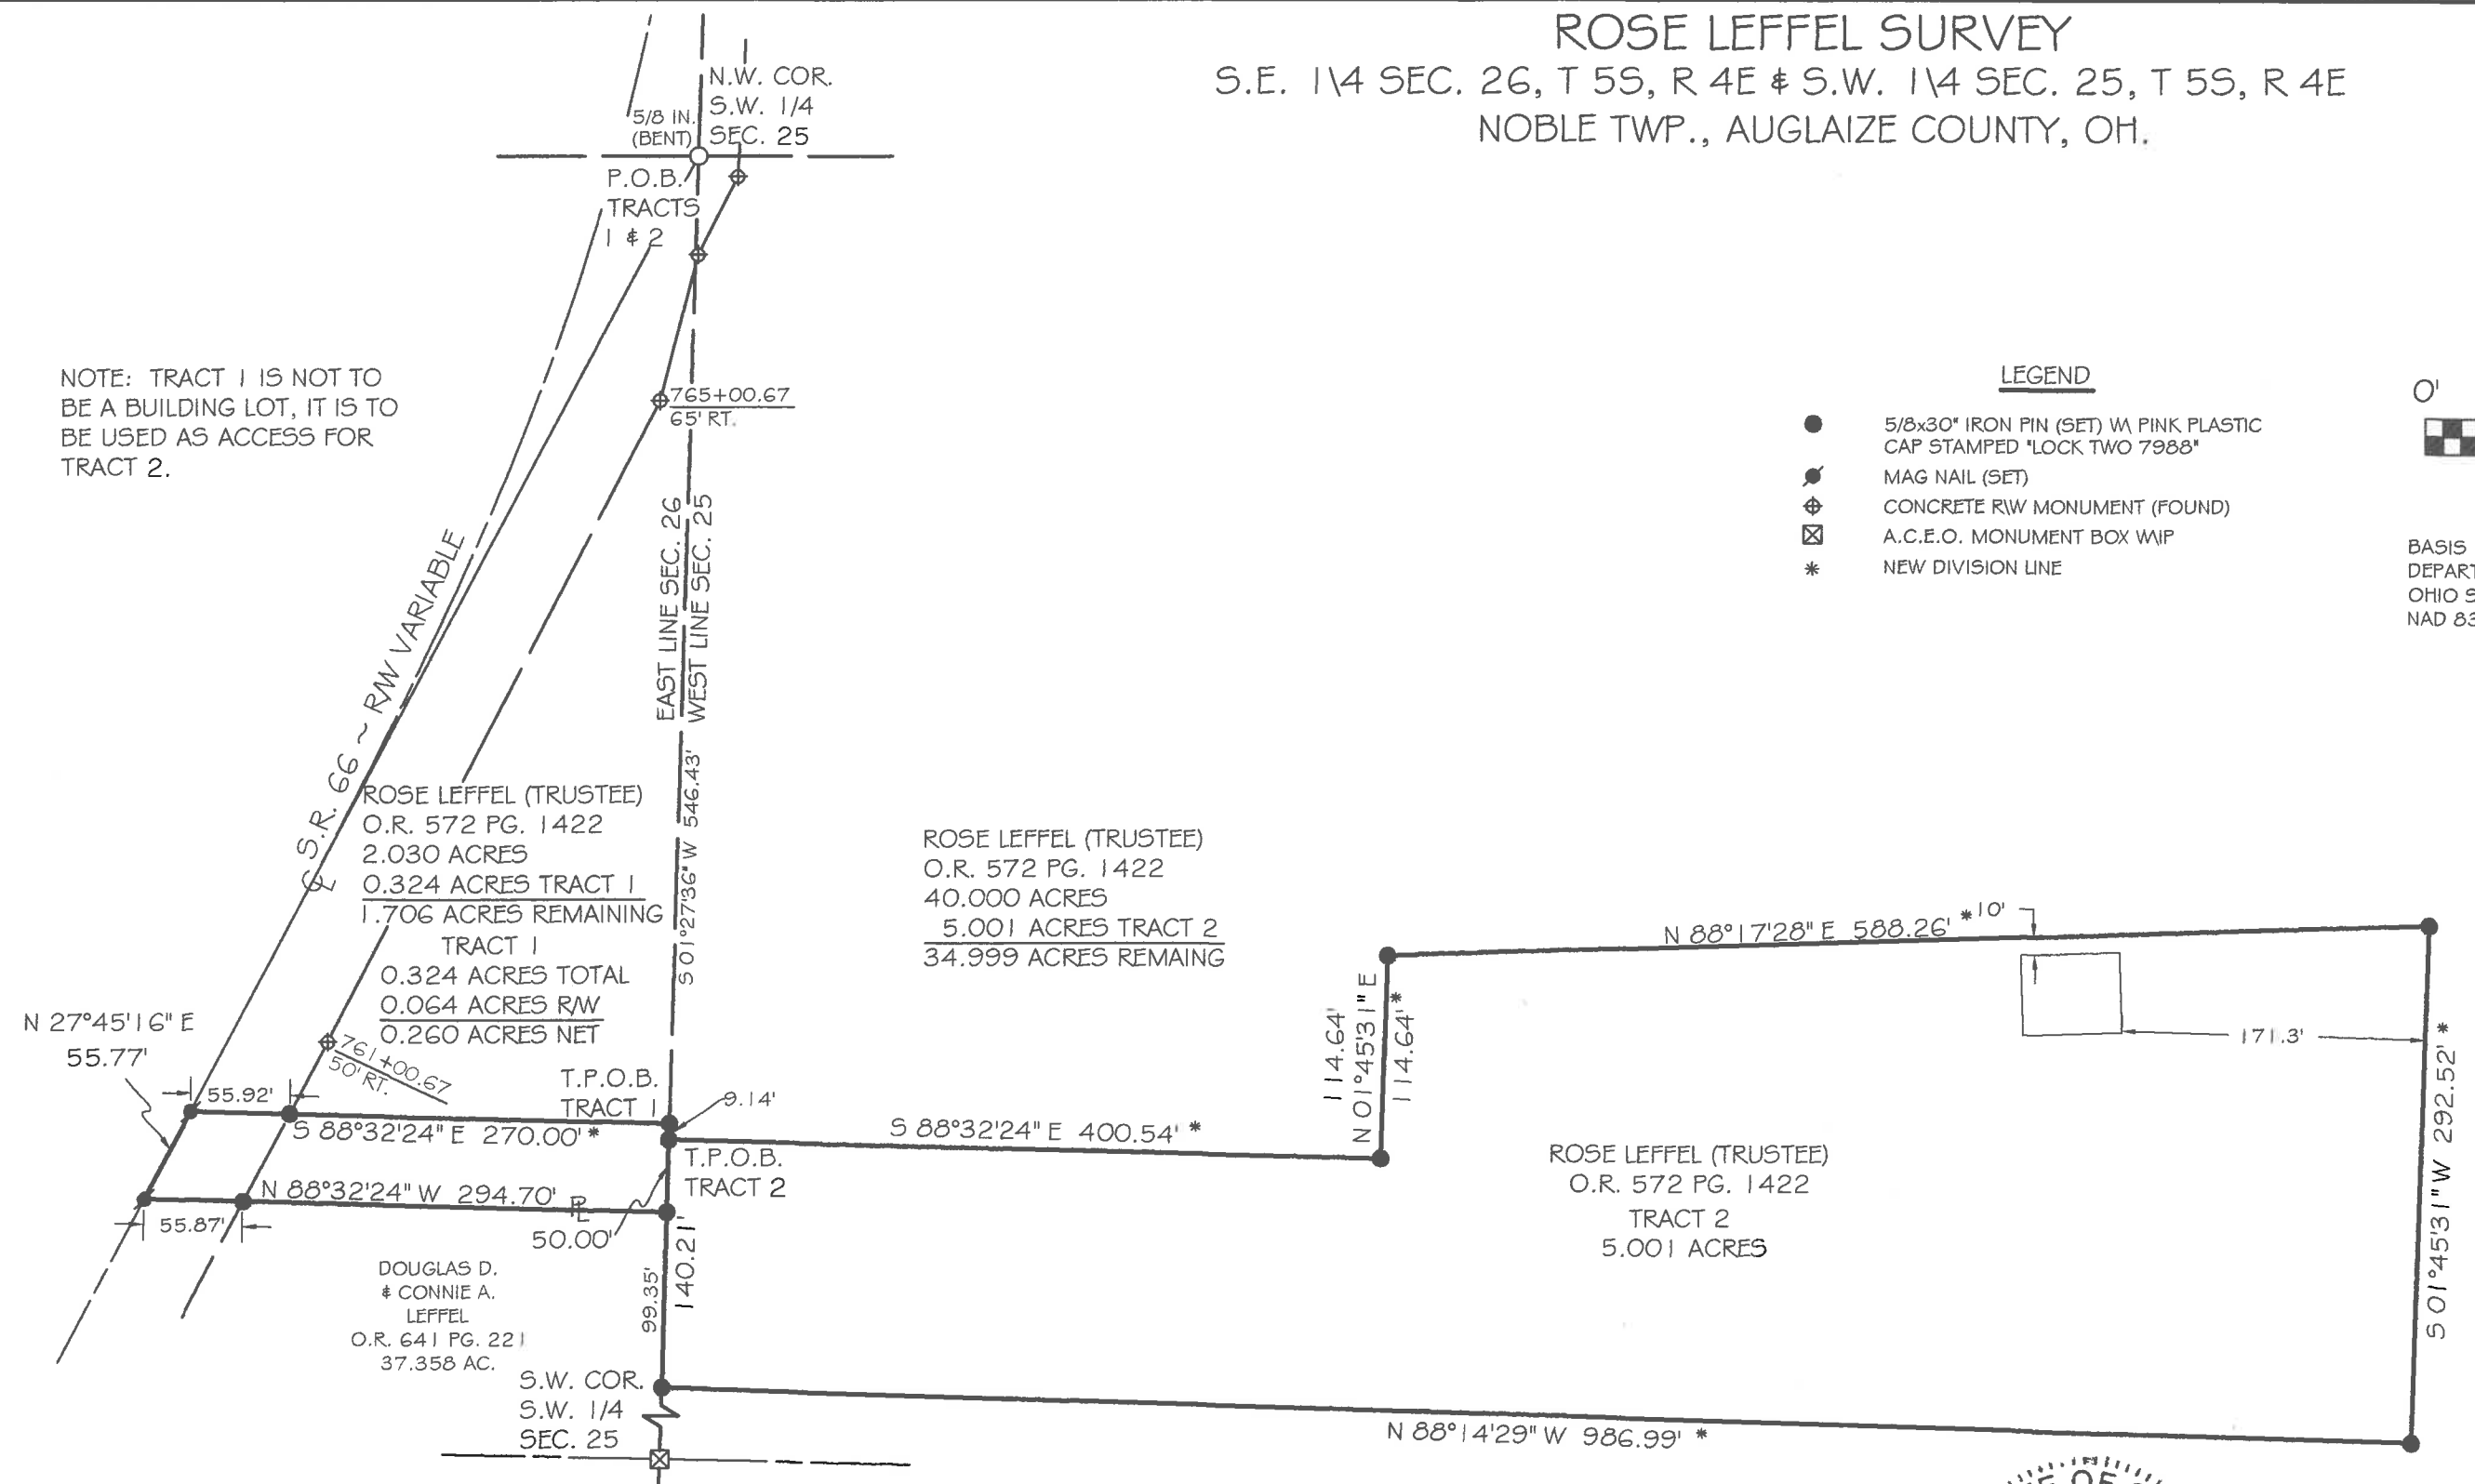 ROSE LEFFEL SURVEY
S.E. 1\4 SEC. 26, T 5S, R 4E & S.W. 1\4 SEC. 25, T 5S, R 4E
NOBLE TWP., AUGLAIZE COUNTY, OH.
N.W. COR.
S.W. 1/4
SEC. 25
5/8 IN.
(BENT)
P.O.B.
TRACTS
1 & 2
NOTE: TRACT 1 IS NOT TO
BE A BUILDING LOT, IT IS TO
BE USED AS ACCESS FOR
TRACT 2.
765+00.67
65' RT.
LEGEND
5/8x30" IRON PIN (SET) W\ PINK PLASTIC
CAP STAMPED "LOCK TWO 7988"
MAG NAIL (SET)
CONCRETE R\W MONUMENT (FOUND)
A.C.E.O. MONUMENT BOX W\IP
* NEW DIVISION LINE
0'
BASIS
DEPART
OHIO S
NAD 83
EAST LINE SEC. 26
WEST LINE SEC. 25
S 01°27'36" W 546.43'
℄ S.R. 66 ~ R/W VARIABLE
ROSE LEFFEL (TRUSTEE)
O.R. 572 PG. 1422
2.030 ACRES
0.324 ACRES TRACT 1
1.706 ACRES REMAINING
TRACT 1
0.324 ACRES TOTAL
0.064 ACRES R/W
0.260 ACRES NET
ROSE LEFFEL (TRUSTEE)
O.R. 572 PG. 1422
40.000 ACRES
5.001 ACRES TRACT 2
34.999 ACRES REMAING
N 88°17'28" E 588.26' *
10'
114.64'
N 01°45'31" E
114.64' *
171.3'
S 01°45'31" W 292.52' *
N 27°45'16" E
55.77'
55.92'
761+00.67
50' RT.
T.P.O.B.
TRACT 1
9.14'
S 88°32'24" E 270.00' *
S 88°32'24" E 400.54' *
T.P.O.B.
TRACT 2
N 88°32'24" W 294.70' ⅊
55.87'
50.00'
ROSE LEFFEL (TRUSTEE)
O.R. 572 PG. 1422
TRACT 2
5.001 ACRES
DOUGLAS D.
& CONNIE A.
LEFFEL
O.R. 641 PG. 221
37.358 AC.
99.35'
140.21'
S.W. COR.
S.W. 1/4
SEC. 25
N 88°14'29" W 986.99' *
E OF